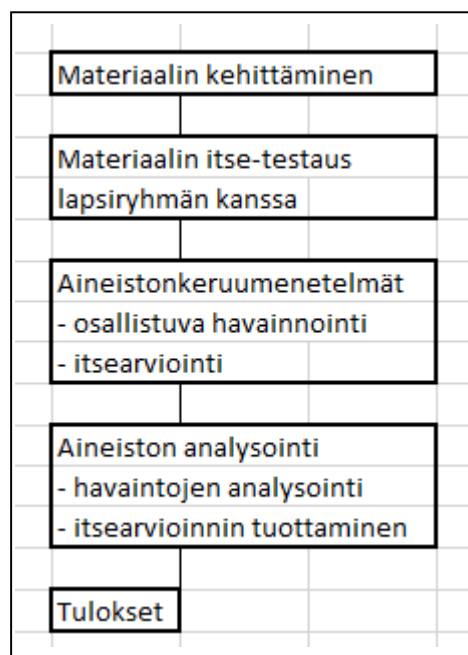 Materiaalin kehittäminen
Materiaalin itse-testaus
lapsiryhmän kanssa
Aineistonkeruumenetelmät
- osallistuva havainnointi
- itsearviointi
Aineiston analysointi
- havaintojen analysointi
- itsearvioinnin tuottaminen
Tulokset